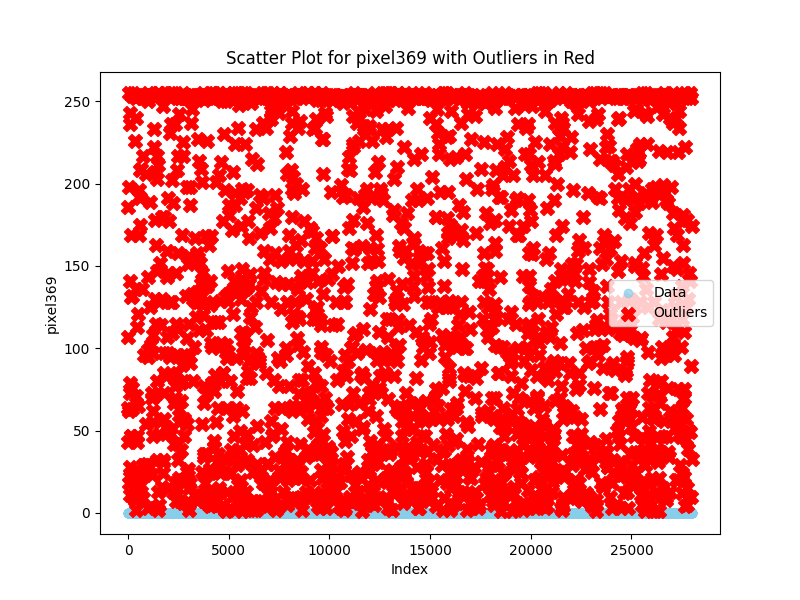 Scatter Plot for pixel369 with Outliers in Red
250
200
150
100
50
0
pixel369
Data
Outliers
0
5000
10000
15000
20000
25000
Index